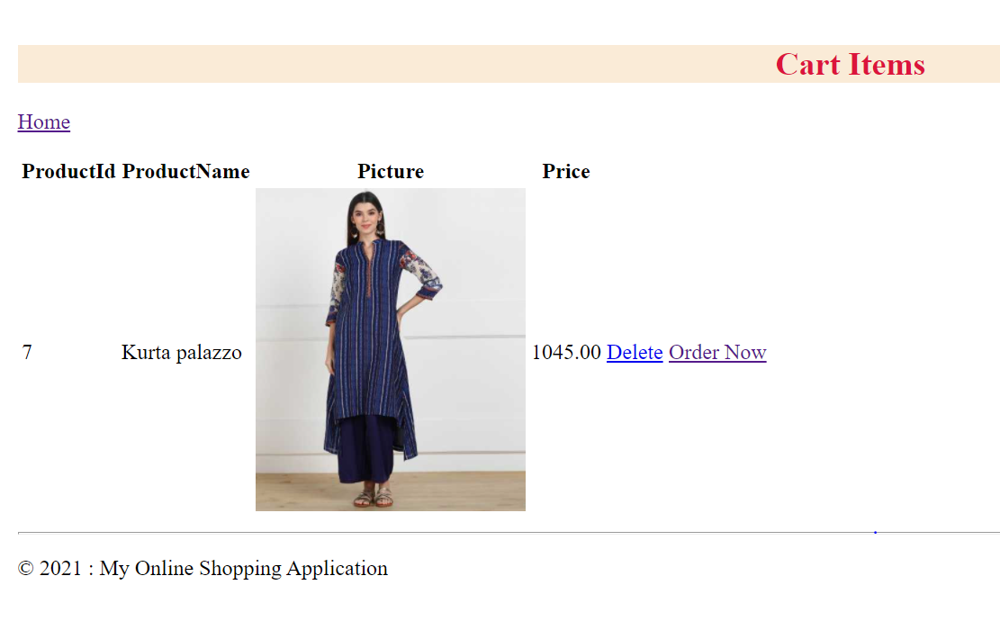 Cart Items
Home
ProductId ProductName Picture Price
7 Kurta palazzo 1045.00 Delete Order Now
© 2021 : My Online Shopping Application